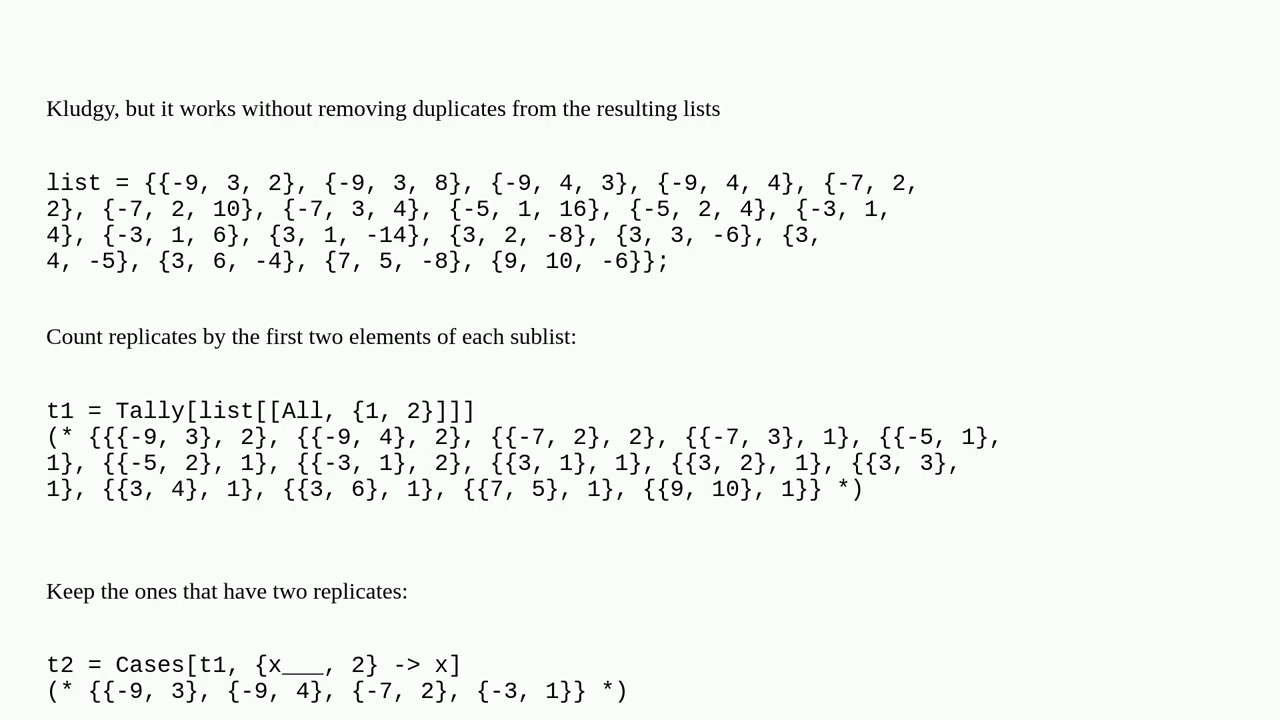 Kludgy, but it works without removing duplicates from the resulting lists
list = {{-9, 3, 2}, {-9, 3, 8}, {-9, 4, 3}, {-9, 4, 4}, {-7, 2,
2}, {-7, 2, 10}, {-7, 3, 4}, {-5, 1, 16}, {-5, 2, 4}, {-3, 1,
4}, {-3, 1, 6}, {3, 1, -14}, {3, 2, -8}, {3, 3, -6}, {3,
4, -5}, {3, 6, -4}, {7, 5, -8}, {9, 10, -6}};
Count replicates by the first two elements of each sublist:
t1 = Tally[list[[All, {1, 2}]]]
(* {{{-9, 3}, 2}, {{-9, 4}, 2}, {{-7, 2}, 2}, {{-7, 3}, 1}, {{-5, 1},
1}, {{-5, 2}, 1}, {{-3, 1}, 2}, {{3, 1}, 1}, {{3, 2}, 1}, {{3, 3},
1}, {{3, 4}, 1}, {{3, 6}, 1}, {{7, 5}, 1}, {{9, 10}, 1}} *)
Keep the ones that have two replicates:
t2 = Cases[t1, {x___, 2} -> x]
(* {{-9, 3}, {-9, 4}, {-7, 2}, {-3, 1}} *)